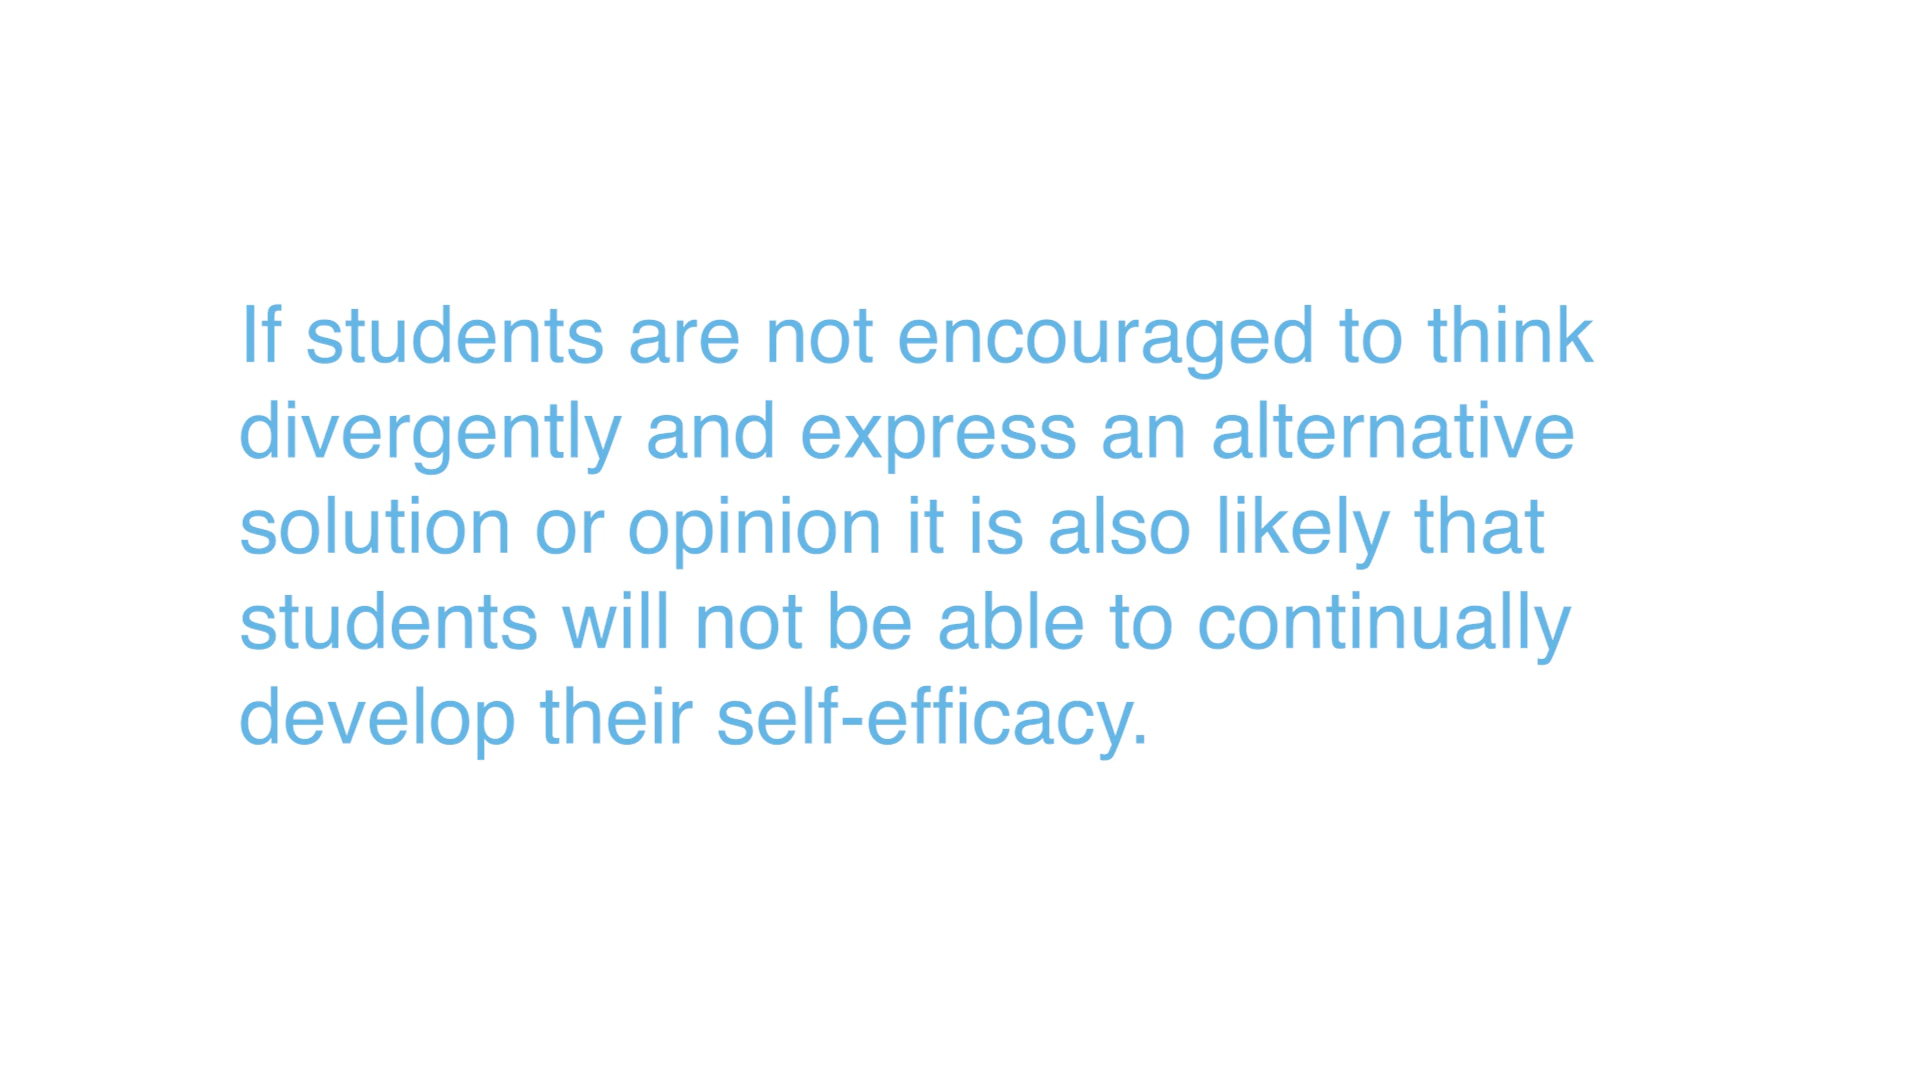 If students are not encouraged to think
divergently and express an alternative
solution or opinion it is also likely that
students will not be able to continually
develop their self-efficacy.